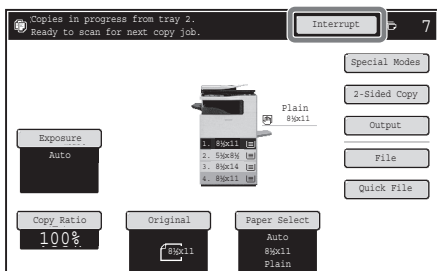 Copies in progress from tray 2.
Ready to scan for next copy job.
Interrupt
7
Special Modes
2-Sided Copy
Output
File
Quick File
Plain
8½x11
1. 8½x11
2. 5½x8½
3. 8½x14
4. 8½x11
Exposure
Auto
Copy Ratio
100%
Original
8½x11
Paper Select
Auto
8½x11
Plain